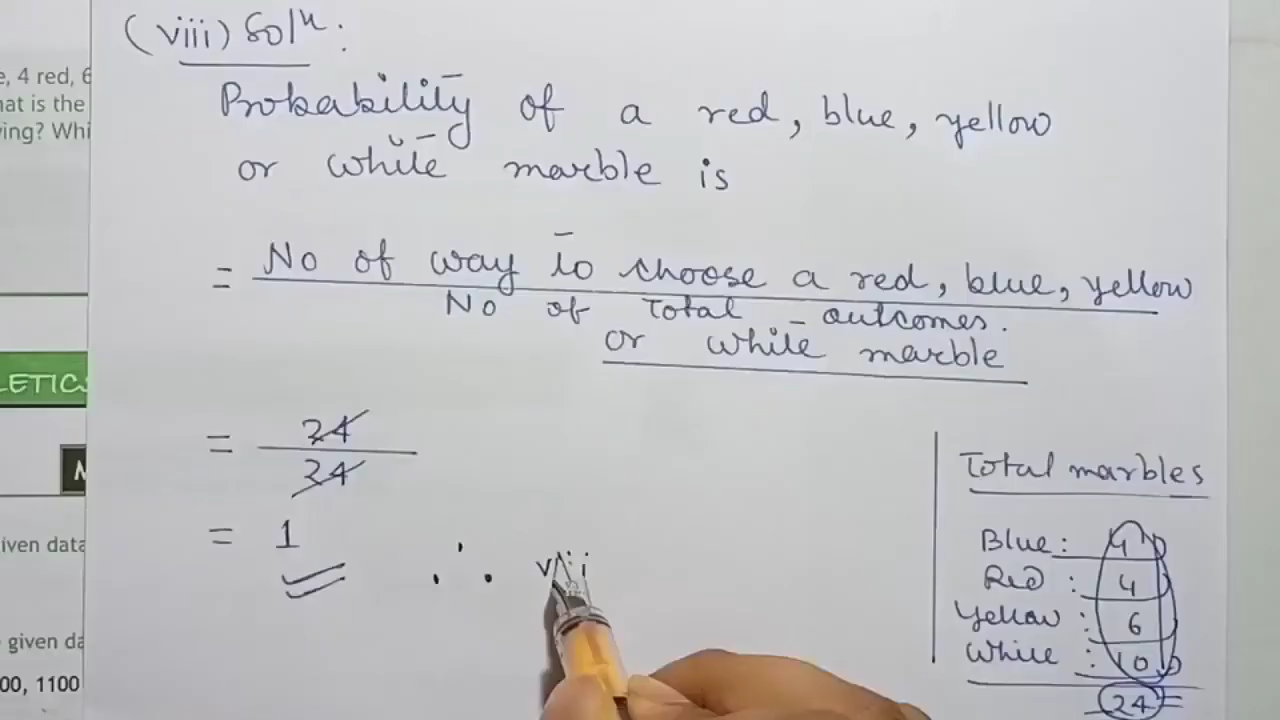 (viii) Solⁿ:
e, 4 red, 6
hat is the
ing? Whi
Probability of a red, blue, yellow
or white marble is
= No of way to choose a red, blue, yellow
No of Total outcomes.
or white marble
LETICS
M
= 24
24
= 1
∴ viii
Total marbles
Blue: 4
Red : 4
Yellow : 6
White : 10
24
iven data
given da
00, 1100